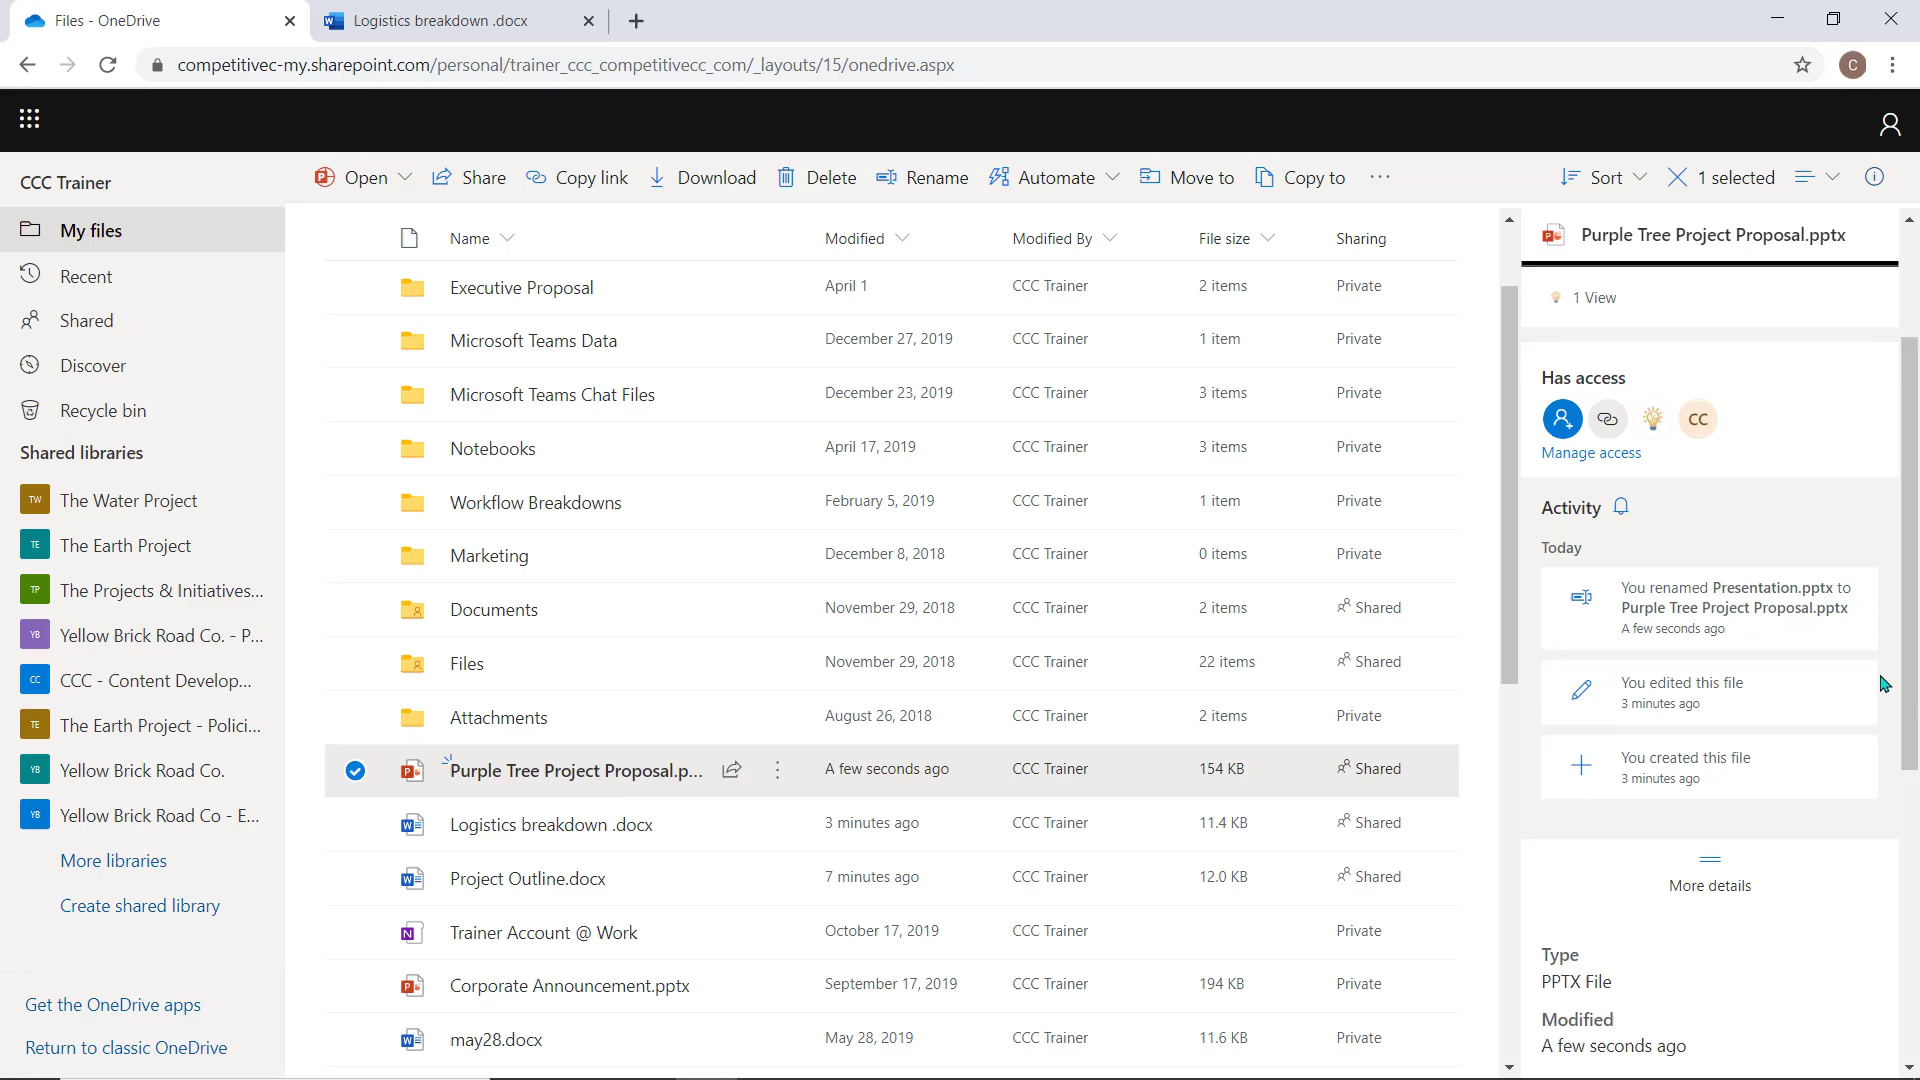 Files - OneDrive
Logistics breakdown .docx
competitivec-my.sharepoint.com/personal/trainer_ccc_competitivecc_com/_layouts/15/onedrive.aspx
C
CCC Trainer
Open
Share
Copy link
Download
Delete
Rename
Automate
Move to
Copy to
Sort
1 selected
My files
Recent
Shared
Discover
Recycle bin
Shared libraries
TW The Water Project
TE The Earth Project
TP The Projects & Initiatives...
YB Yellow Brick Road Co. - P...
CC CCC - Content Develop...
TE The Earth Project - Polici...
YB Yellow Brick Road Co.
YB Yellow Brick Road Co - E...
More libraries
Create shared library
Get the OneDrive apps
Return to classic OneDrive
Name Modified Modified By File size Sharing
Executive Proposal April 1 CCC Trainer 2 items Private
Microsoft Teams Data December 27, 2019 CCC Trainer 1 item Private
Microsoft Teams Chat Files December 23, 2019 CCC Trainer 3 items Private
Notebooks April 17, 2019 CCC Trainer 3 items Private
Workflow Breakdowns February 5, 2019 CCC Trainer 1 item Private
Marketing December 8, 2018 CCC Trainer 0 items Private
Documents November 29, 2018 CCC Trainer 2 items Shared
Files November 29, 2018 CCC Trainer 22 items Shared
Attachments August 26, 2018 CCC Trainer 2 items Private
Purple Tree Project Proposal.p... A few seconds ago CCC Trainer 154 KB Shared
Logistics breakdown .docx 3 minutes ago CCC Trainer 11.4 KB Shared
Project Outline.docx 7 minutes ago CCC Trainer 12.0 KB Shared
Trainer Account @ Work October 17, 2019 CCC Trainer Private
Corporate Announcement.pptx September 17, 2019 CCC Trainer 194 KB Private
may28.docx May 28, 2019 CCC Trainer 11.6 KB Private
Purple Tree Project Proposal.pptx
1 View
Has access
CC
Manage access
Activity
Today
You renamed Presentation.pptx to
Purple Tree Project Proposal.pptx
A few seconds ago
You edited this file
3 minutes ago
You created this file
3 minutes ago
More details
Type
PPTX File
Modified
A few seconds ago